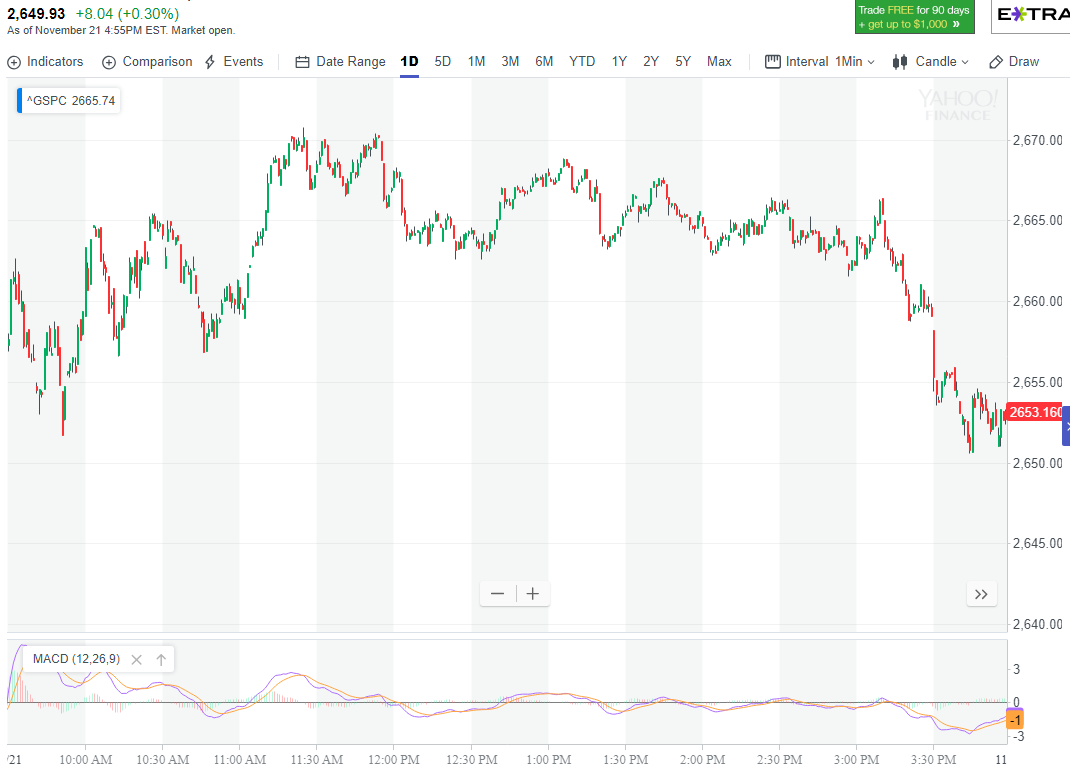 2,649.93 +8.04 (+0.30%)
As of November 21 4:55PM EST. Market open.
Trade FREE for 90 days
+ get up to $1,000 »
E*TRA
Indicators Comparison Events Date Range 1D 5D 1M 3M 6M YTD 1Y 2Y 5Y Max Interval 1Min Candle Draw
^GSPC 2665.74
YAHOO!
FINANCE
2,670.00
2,665.00
2,660.00
2,655.00
2653.160
2,650.00
2,645.00
2,640.00
MACD (12,26,9)
3
0
-1
-3
/21 10:00 AM 10:30 AM 11:00 AM 11:30 AM 12:00 PM 12:30 PM 1:00 PM 1:30 PM 2:00 PM 2:30 PM 3:00 PM 3:30 PM 11